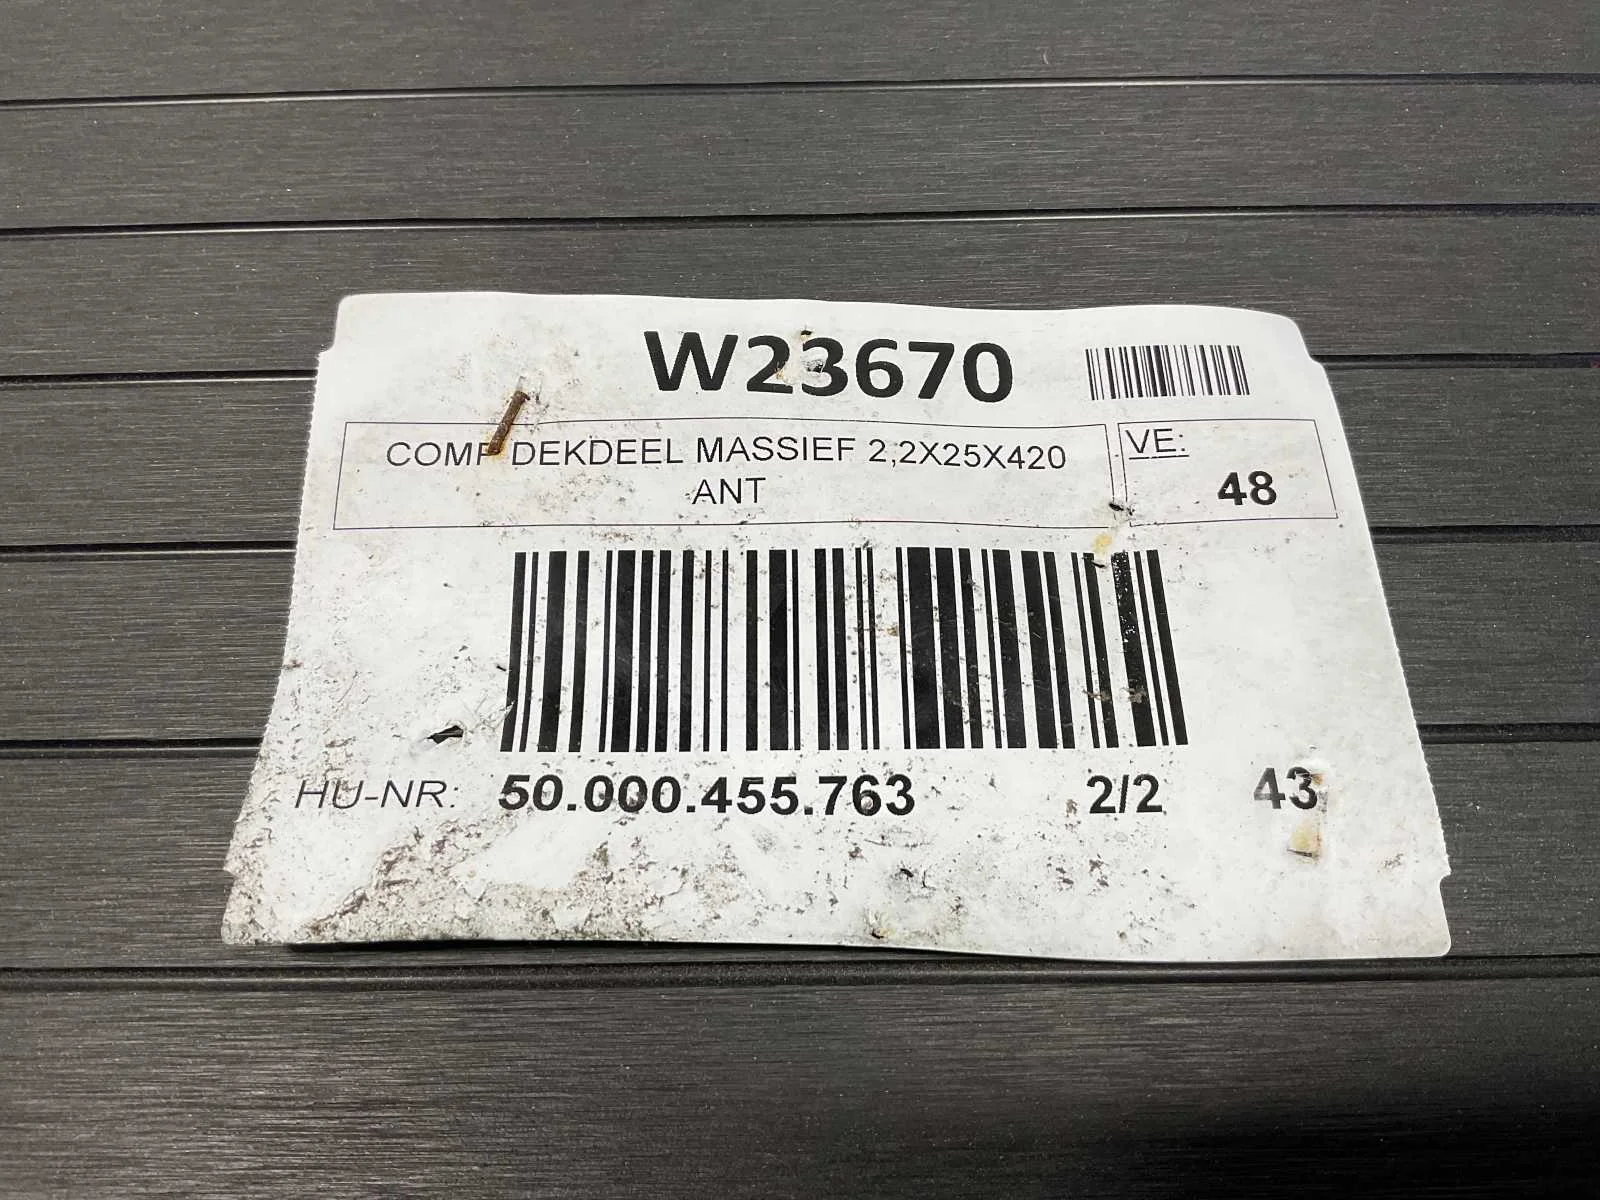 W23670
COMP DEKDEEL MASSIEF 2,2X25X420
ANT
VE:
48
HU-NR: 50.000.455.763 2/2 43